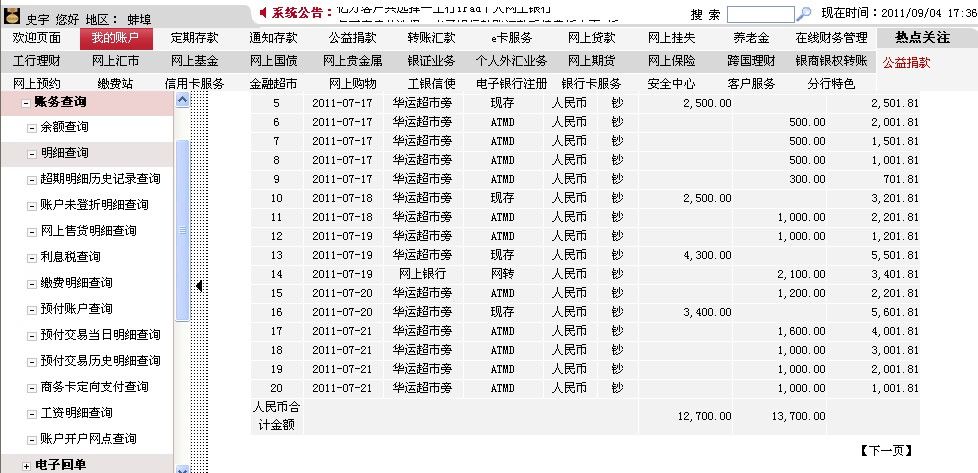 史宇 您好 地区： 蚌埠
系统公告：
搜 索
现在时间：2011/09/04 17:36
欢迎页面 我的账户 定期存款 通知存款 公益捐款 转账汇款 e卡服务 网上贷款 网上挂失 养老金 在线财务管理 热点关注
工行理财 网上汇市 网上基金 网上国债 网上贵金属 银证业务 个人外汇业务 网上期货 网上保险 跨国理财 银商银权转账
公益捐款
网上预约 缴费站 信用卡服务 金融超市 网上购物 工银信使 电子银行注册 银行卡服务 安全中心 客户服务 分行特色
账务查询
余额查询
明细查询
超期明细历史记录查询
账户未登折明细查询
网上售货明细查询
利息税查询
缴费明细查询
预付账户查询
预付交易当日明细查询
预付交易历史明细查询
商务卡定向支付查询
工资明细查询
账户开户网点查询
电子回单
5 2011-07-17 华运超市旁 现存 人民币 钞 2,500.00 2,501.81
6 2011-07-17 华运超市旁 ATMD 人民币 钞 500.00 2,001.81
7 2011-07-17 华运超市旁 ATMD 人民币 钞 500.00 1,501.81
8 2011-07-17 华运超市旁 ATMD 人民币 钞 500.00 1,001.81
9 2011-07-17 华运超市旁 ATMD 人民币 钞 300.00 701.81
10 2011-07-18 华运超市旁 现存 人民币 钞 2,500.00 3,201.81
11 2011-07-18 华运超市旁 ATMD 人民币 钞 1,000.00 2,201.81
12 2011-07-19 华运超市旁 ATMD 人民币 钞 1,000.00 1,201.81
13 2011-07-19 华运超市旁 现存 人民币 钞 4,300.00 5,501.81
14 2011-07-19 网上银行 网转 人民币 钞 2,100.00 3,401.81
15 2011-07-20 华运超市旁 ATMD 人民币 钞 1,200.00 2,201.81
16 2011-07-20 华运超市旁 现存 人民币 钞 3,400.00 5,601.81
17 2011-07-21 华运超市旁 ATMD 人民币 钞 1,600.00 4,001.81
18 2011-07-21 华运超市旁 ATMD 人民币 钞 1,000.00 3,001.81
19 2011-07-21 华运超市旁 ATMD 人民币 钞 1,000.00 2,001.81
20 2011-07-21 华运超市旁 ATMD 人民币 钞 1,000.00 1,001.81
人民币合
计金额 12,700.00 13,700.00
【下一页】